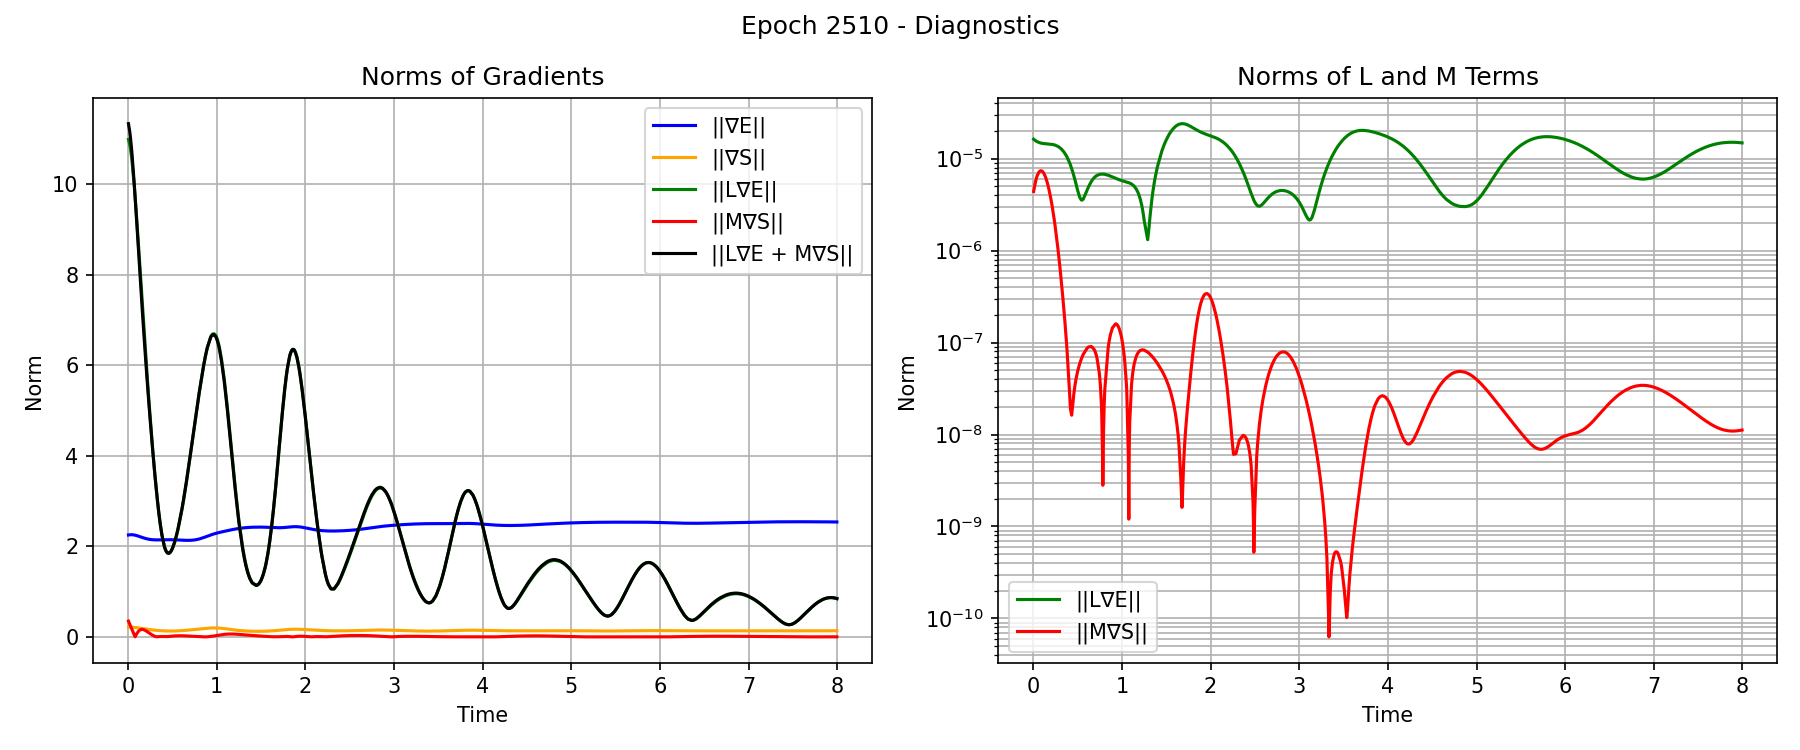 Epoch 2510 - Diagnostics
Norms of Gradients
Norm
10
8
6
4
2
0
0 1 2 3 4 5 6 7 8
Time
||∇E||
||∇S||
||L∇E||
||M∇S||
||L∇E + M∇S||
Norms of L and M Terms
Norm
10⁻⁵
10⁻⁶
10⁻⁷
10⁻⁸
10⁻⁹
10⁻¹⁰
||L∇E||
||M∇S||
0 1 2 3 4 5 6 7 8
Time